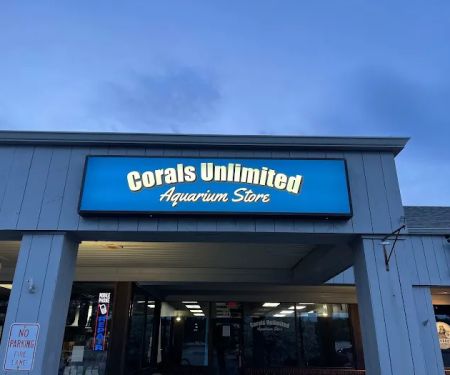 Corals Unlimited
Aquarium Store
NO
PARKING
FIRE
LANE